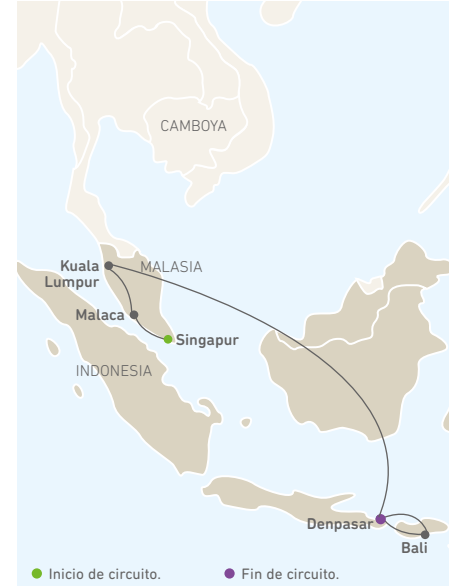 CAMBOYA
Kuala
Lumpur
MALASIA
Malaca
Singapur
INDONESIA
Denpasar
Bali
Inicio de circuito.
Fin de circuito.